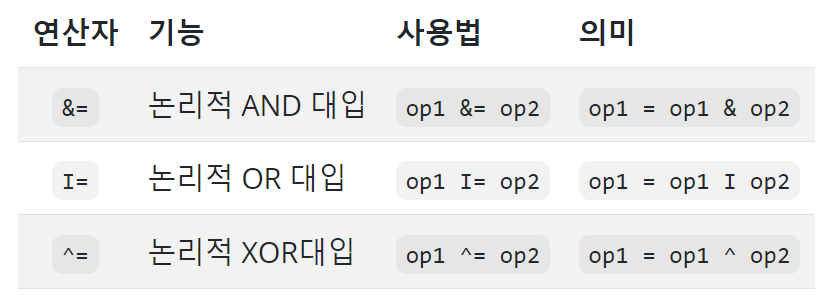 연산자 기능 사용법 의미
&= 논리적 AND 대입 op1 &= op2 op1 = op1 & op2
I= 논리적 OR 대입 op1 I= op2 op1 = op1 I op2
^= 논리적 XOR대입 op1 ^= op2 op1 = op1 ^ op2